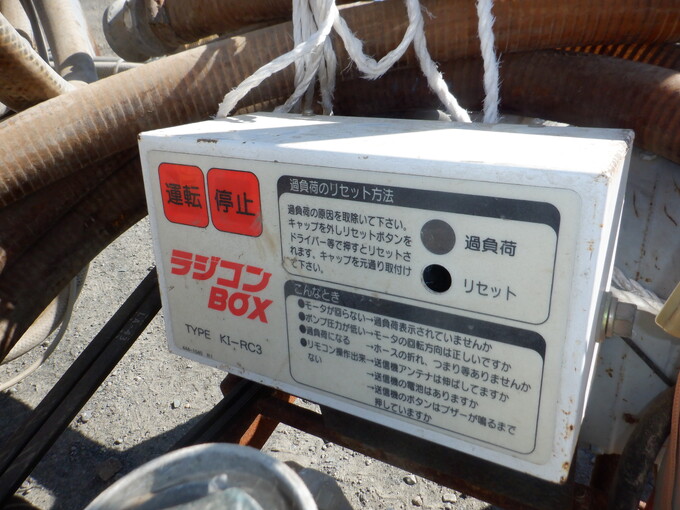 運転 停止
ラジコン
BOX
TYPE KI-RC3
過負荷のリセット方法
過負荷の原因を取除いて下さい。
キャップを外しリセットボタンを
ドライバー等で押すとリセットさ
れます、キャップを元通り取付け
て下さい。
過負荷
リセット
こんなとき
●モータが回らない→過負荷表示されていませんか
●ポンプ圧力が低い→モータの回転方向は正しいですか
●過負荷になる →ホースの折れ、つまり等ありませんか
●リモコン操作出来→送信機アンテナは伸ばしてますか
ない →送信機の電池はありますか
→送信機のボタンはブザーが鳴るまで
押していますか